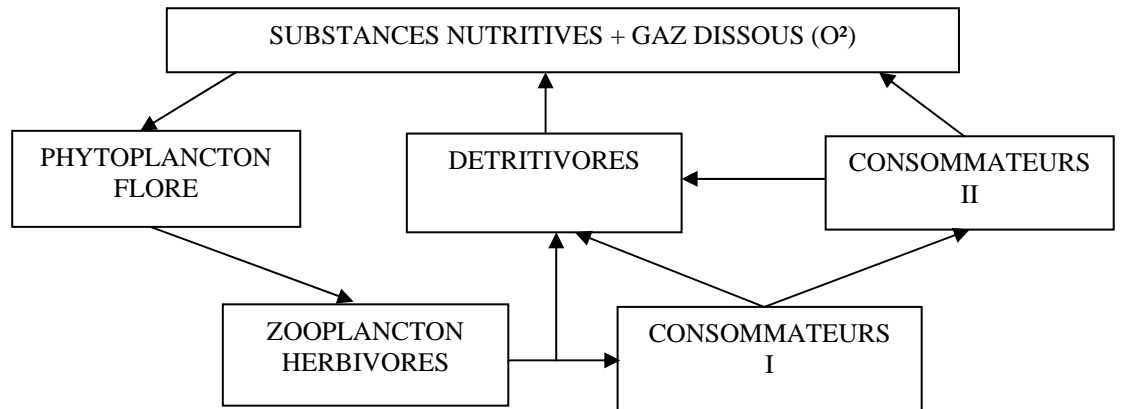 SUBSTANCES NUTRITIVES + GAZ DISSOUS (O²)
PHYTOPLANCTON
FLORE
DETRITIVORES
CONSOMMATEURS
II
ZOOPLANCTON
HERBIVORES
CONSOMMATEURS
I